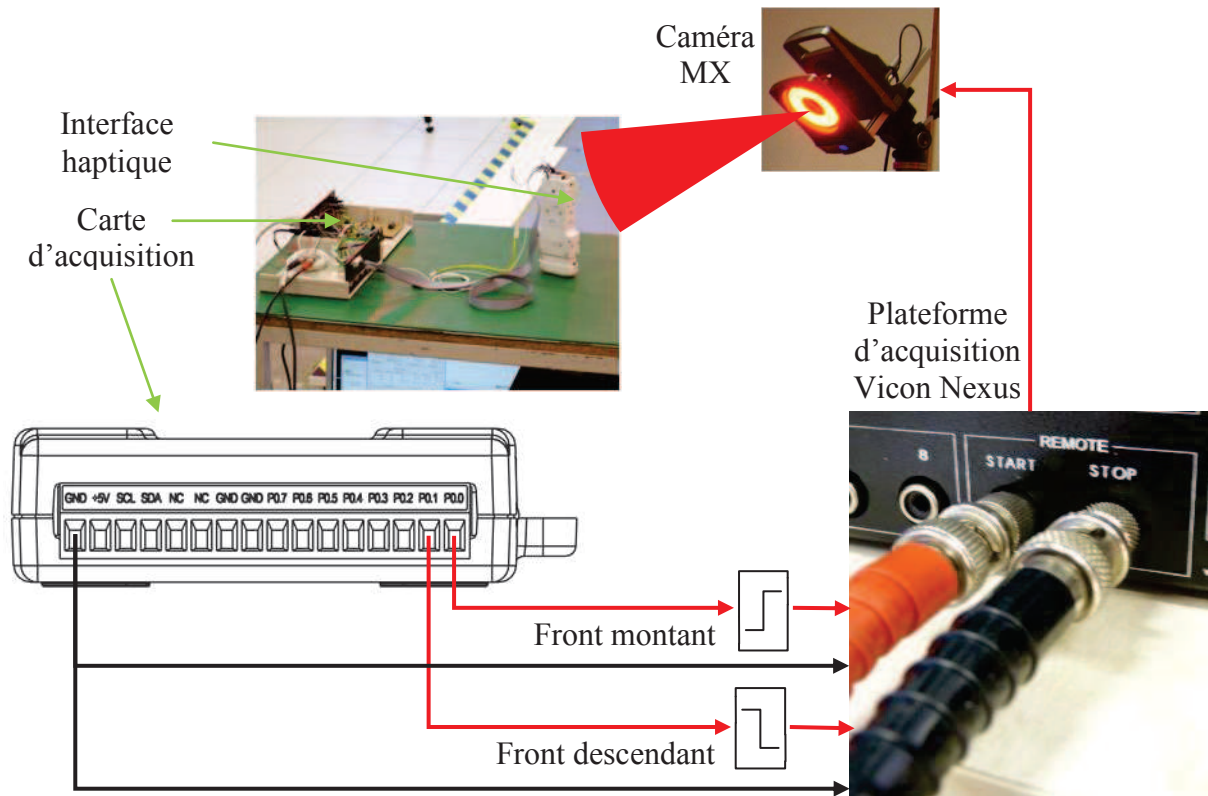 Caméra
MX
Interface
haptique
Carte
d’acquisition
Plateforme
d’acquisition
Vicon Nexus
REMOTE
8
START
STOP
GND +5V SCL SDA NC NC GND GND P0.7 P0.6 P0.5 P0.4 P0.3 P0.2 P0.1 P0.0
Front montant
Front descendant